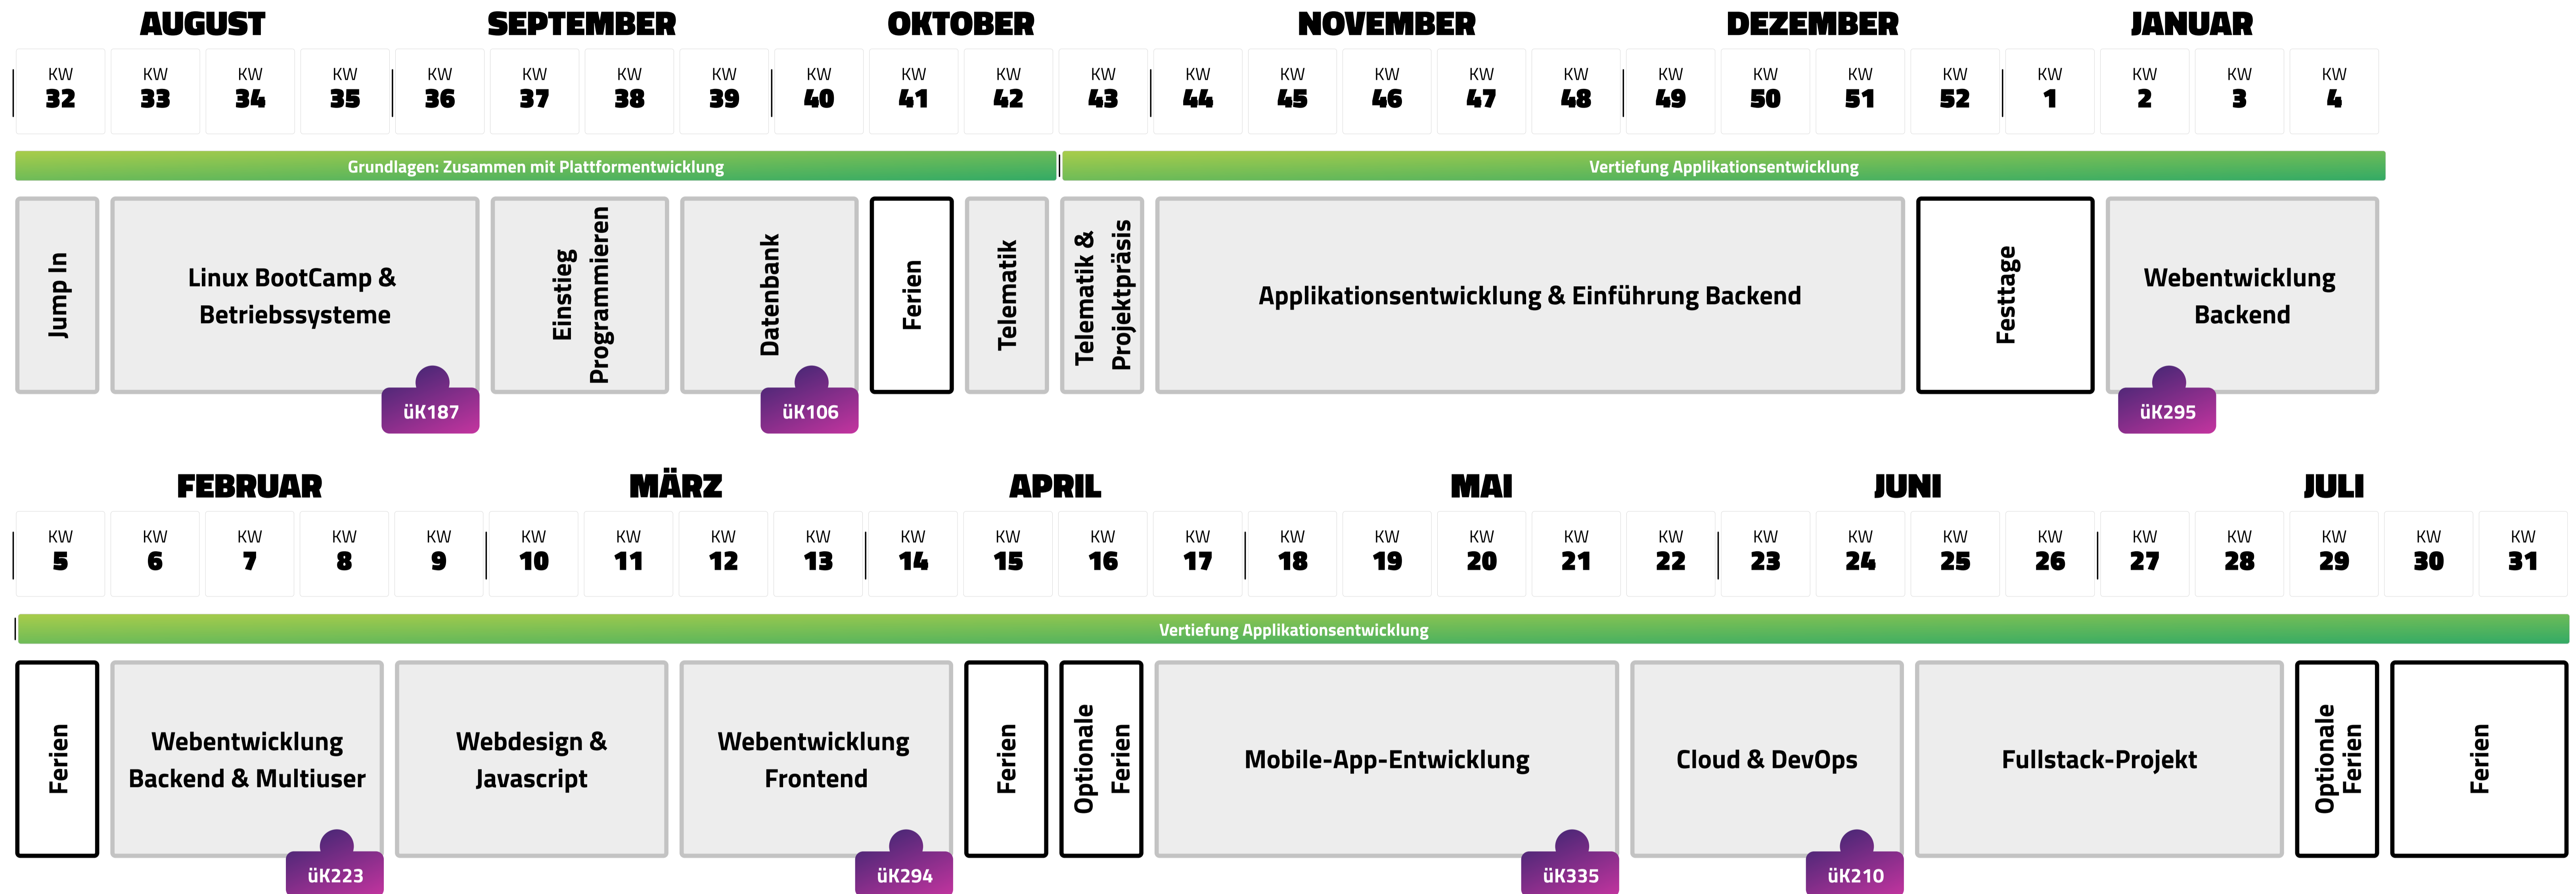 AUGUST SEPTEMBER OKTOBER NOVEMBER DEZEMBER JANUAR
KW KW KW KW KW KW KW KW KW KW KW KW KW KW KW KW KW KW KW KW KW KW KW KW KW
32 33 34 35 36 37 38 39 40 41 42 43 44 45 46 47 48 49 50 51 52 1 2 3 4
Grundlagen: Zusammen mit Plattformentwicklung
Vertiefung Applikationsentwicklung
Jump In
Linux BootCamp &
Betriebssysteme
üK187
Einstieg
Programmieren
Datenbank
üK106
Ferien
Telematik
Telematik &
Projektpräsis
Applikationsentwicklung & Einführung Backend
Festtage
Webentwicklung
Backend
üK295
FEBRUAR MÄRZ APRIL MAI JUNI JULI
KW KW KW KW KW KW KW KW KW KW KW KW KW KW KW KW KW KW KW KW KW KW KW KW KW KW KW
5 6 7 8 9 10 11 12 13 14 15 16 17 18 19 20 21 22 23 24 25 26 27 28 29 30 31
Vertiefung Applikationsentwicklung
Ferien
Webentwicklung
Backend & Multiuser
üK223
Webdesign &
Javascript
Webentwicklung
Frontend
üK294
Ferien
Optionale
Ferien
Mobile-App-Entwicklung
üK335
Cloud & DevOps
üK210
Fullstack-Projekt
Optionale
Ferien
Ferien